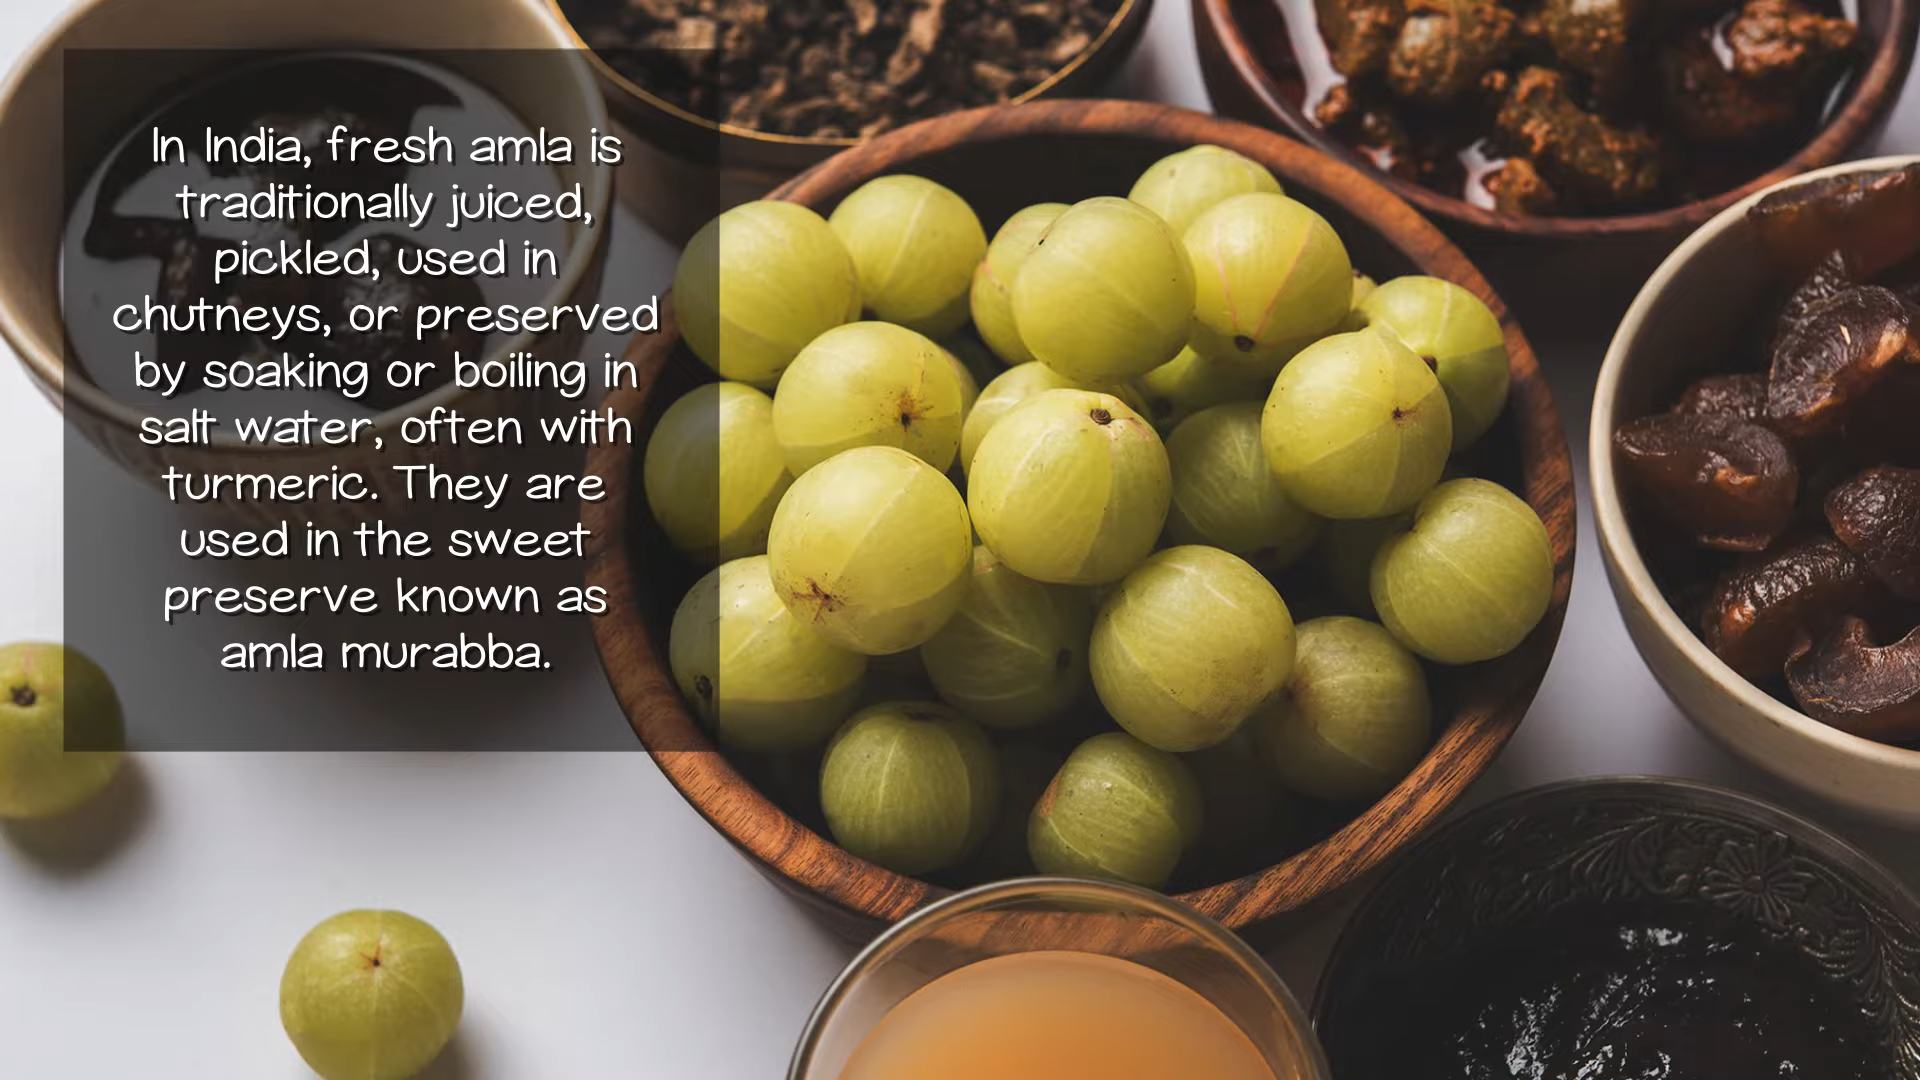 In India, fresh amla is
traditionally juiced,
pickled, used in
chutneys, or preserved
by soaking or boiling in
salt water, often with
turmeric. They are
used in the sweet
preserve known as
amla murabba.